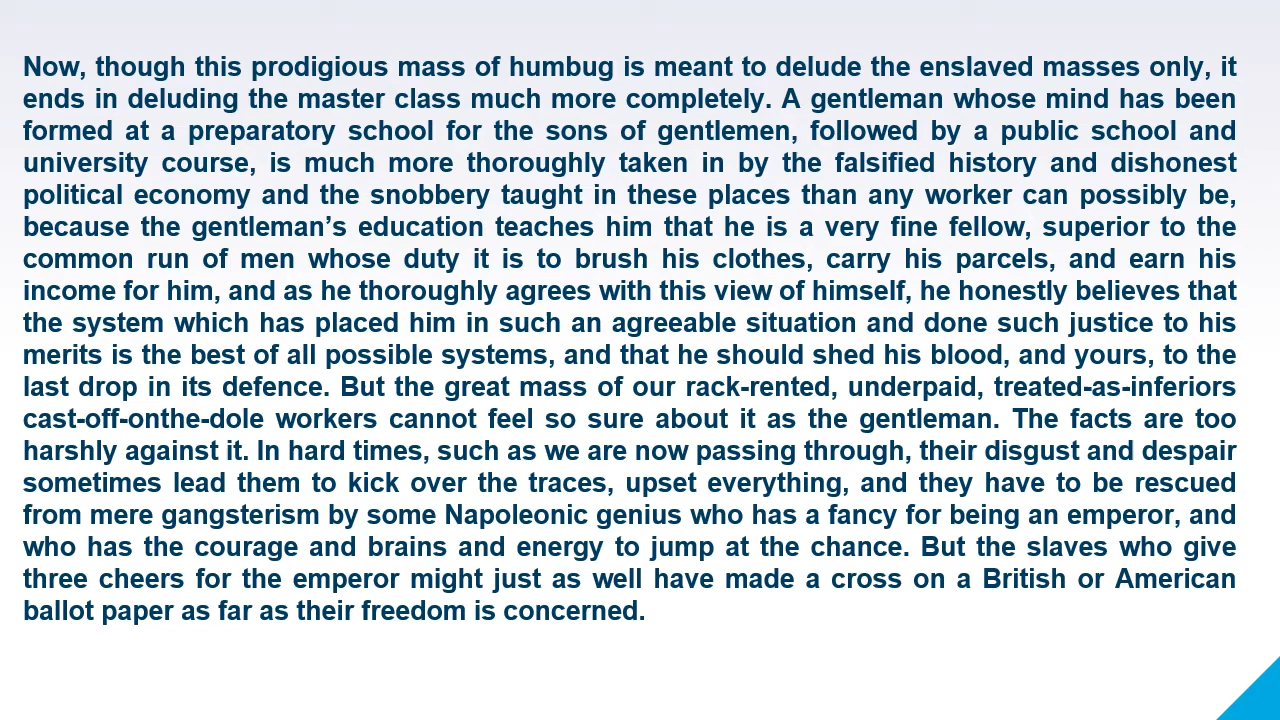 Now, though this prodigious mass of humbug is meant to delude the enslaved masses only, it
ends in deluding the master class much more completely. A gentleman whose mind has been
formed at a preparatory school for the sons of gentlemen, followed by a public school and
university course, is much more thoroughly taken in by the falsified history and dishonest
political economy and the snobbery taught in these places than any worker can possibly be,
because the gentleman’s education teaches him that he is a very fine fellow, superior to the
common run of men whose duty it is to brush his clothes, carry his parcels, and earn his
income for him, and as he thoroughly agrees with this view of himself, he honestly believes that
the system which has placed him in such an agreeable situation and done such justice to his
merits is the best of all possible systems, and that he should shed his blood, and yours, to the
last drop in its defence. But the great mass of our rack-rented, underpaid, treated-as-inferiors
cast-off-onthe-dole workers cannot feel so sure about it as the gentleman. The facts are too
harshly against it. In hard times, such as we are now passing through, their disgust and despair
sometimes lead them to kick over the traces, upset everything, and they have to be rescued
from mere gangsterism by some Napoleonic genius who has a fancy for being an emperor, and
who has the courage and brains and energy to jump at the chance. But the slaves who give
three cheers for the emperor might just as well have made a cross on a British or American
ballot paper as far as their freedom is concerned.